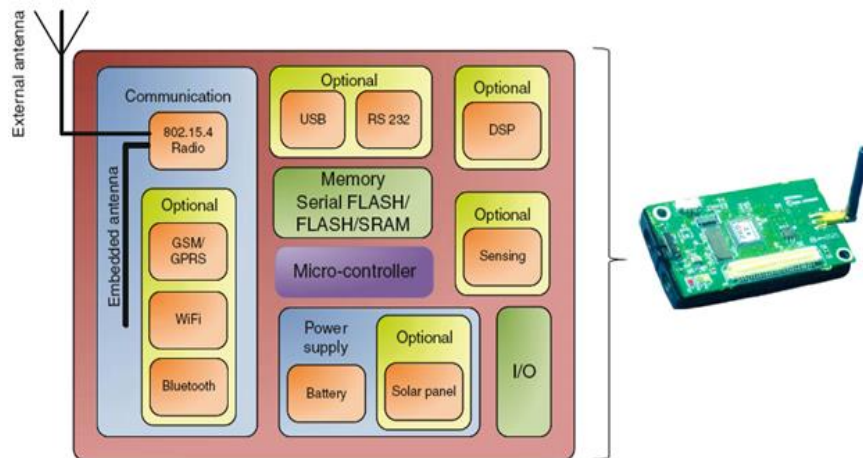 External antenna
Embedded antenna
Communication
802.15.4
Radio
Optional
GSM/
GPRS
WiFi
Bluetooth
Optional
USB
RS 232
Optional
DSP
Memory
Serial FLASH/
FLASH/SRAM
Micro-controller
Optional
Sensing
Power
supply
Battery
Optional
Solar panel
I/O